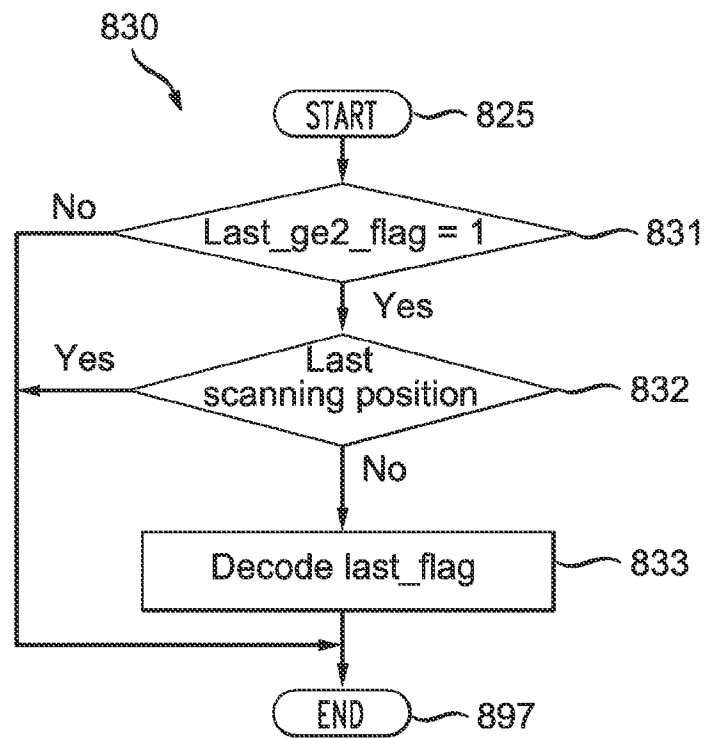 830
START
825
No
Last_ge2_flag = 1
831
Yes
Yes
Last
scanning position
832
No
Decode last_flag
833
END
897